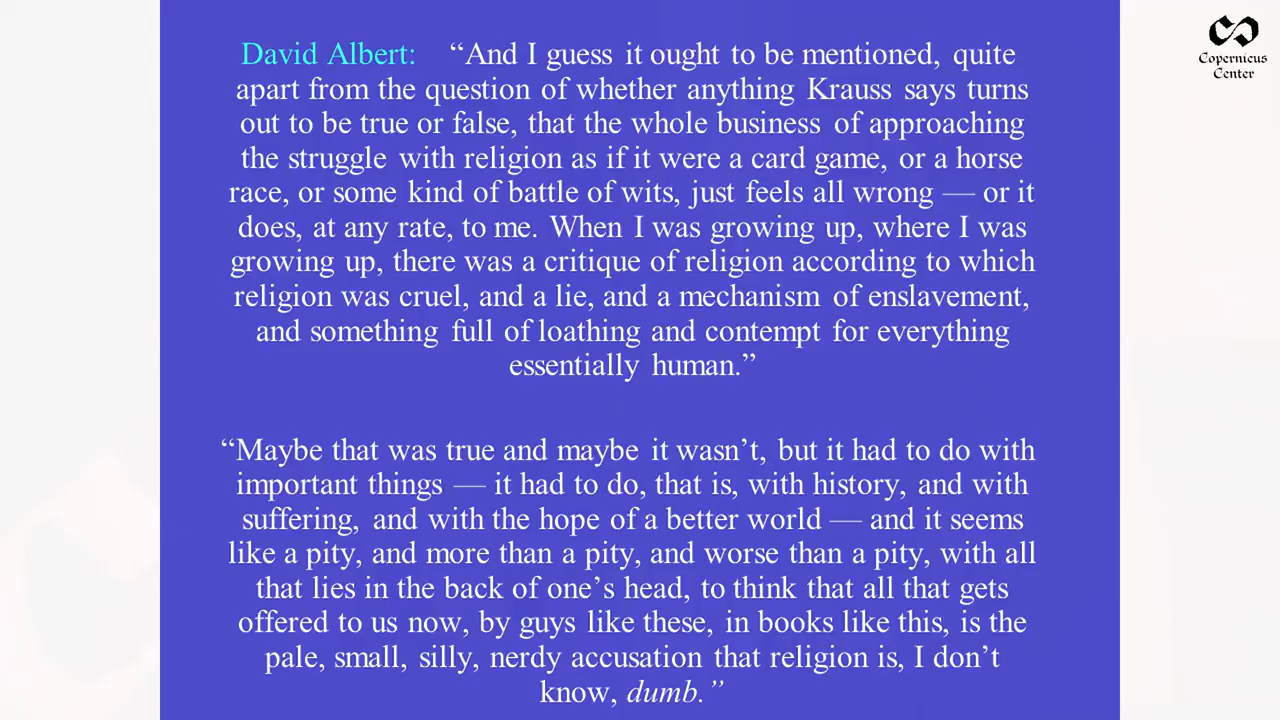 Copernicus
Center
David Albert: “And I guess it ought to be mentioned, quite
apart from the question of whether anything Krauss says turns
out to be true or false, that the whole business of approaching
the struggle with religion as if it were a card game, or a horse
race, or some kind of battle of wits, just feels all wrong — or it
does, at any rate, to me. When I was growing up, where I was
growing up, there was a critique of religion according to which
religion was cruel, and a lie, and a mechanism of enslavement,
and something full of loathing and contempt for everything
essentially human.”
“Maybe that was true and maybe it wasn’t, but it had to do with
important things — it had to do, that is, with history, and with
suffering, and with the hope of a better world — and it seems
like a pity, and more than a pity, and worse than a pity, with all
that lies in the back of one’s head, to think that all that gets
offered to us now, by guys like these, in books like this, is the
pale, small, silly, nerdy accusation that religion is, I don’t
know, dumb.”